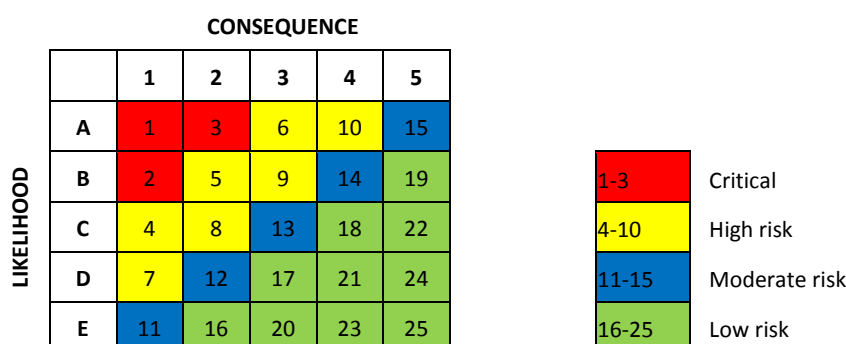 CONSEQUENCE
1 2 3 4 5
A 1 3 6 10 15
LIKELIHOOD
B 2 5 9 14 19
1-3 Critical
C 4 8 13 18 22
4-10 High risk
D 7 12 17 21 24
11-15 Moderate risk
E 11 16 20 23 25
16-25 Low risk